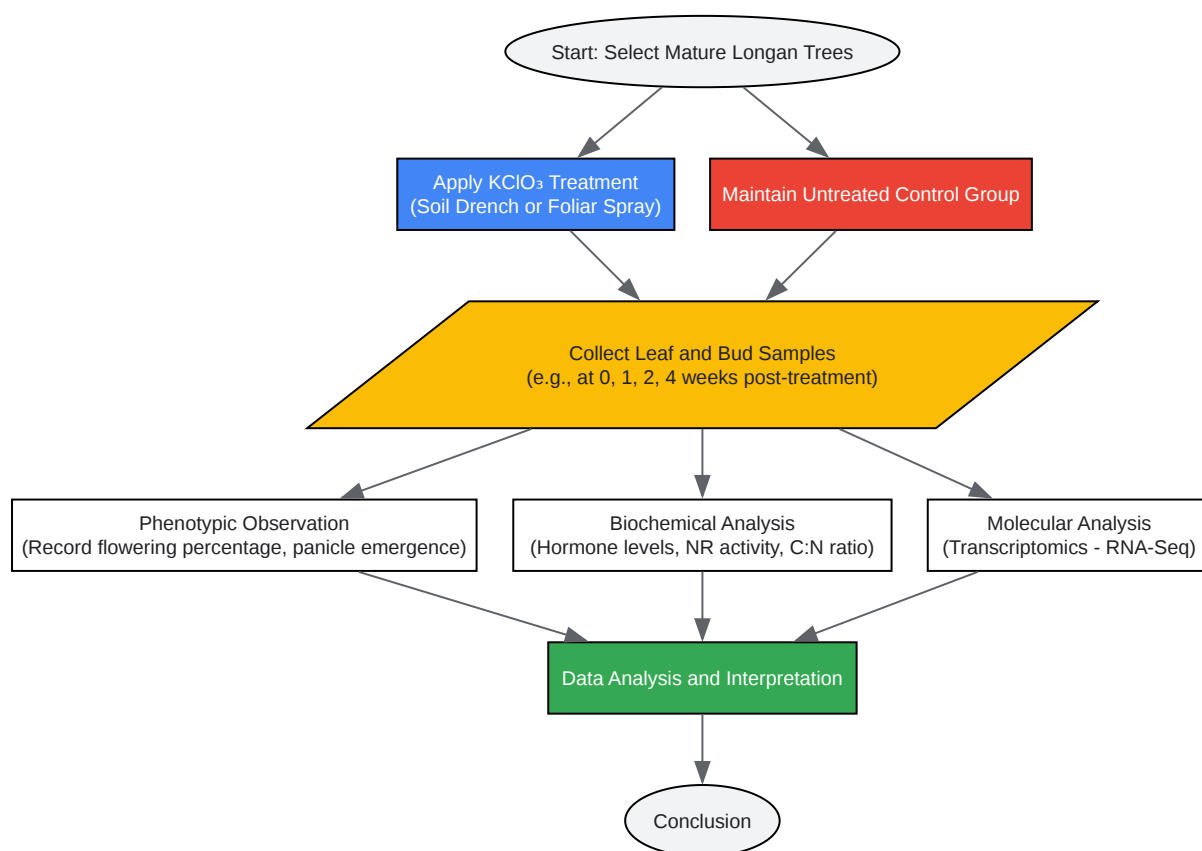 Start: Select Mature Longan Trees
Apply KClO₃ Treatment
(Soil Drench or Foliar Spray)
Maintain Untreated Control Group
Collect Leaf and Bud Samples
(e.g., at 0, 1, 2, 4 weeks post-treatment)
Phenotypic Observation
(Record flowering percentage, panicle emergence)
Biochemical Analysis
(Hormone levels, NR activity, C:N ratio)
Molecular Analysis
(Transcriptomics - RNA-Seq)
Data Analysis and Interpretation
Conclusion